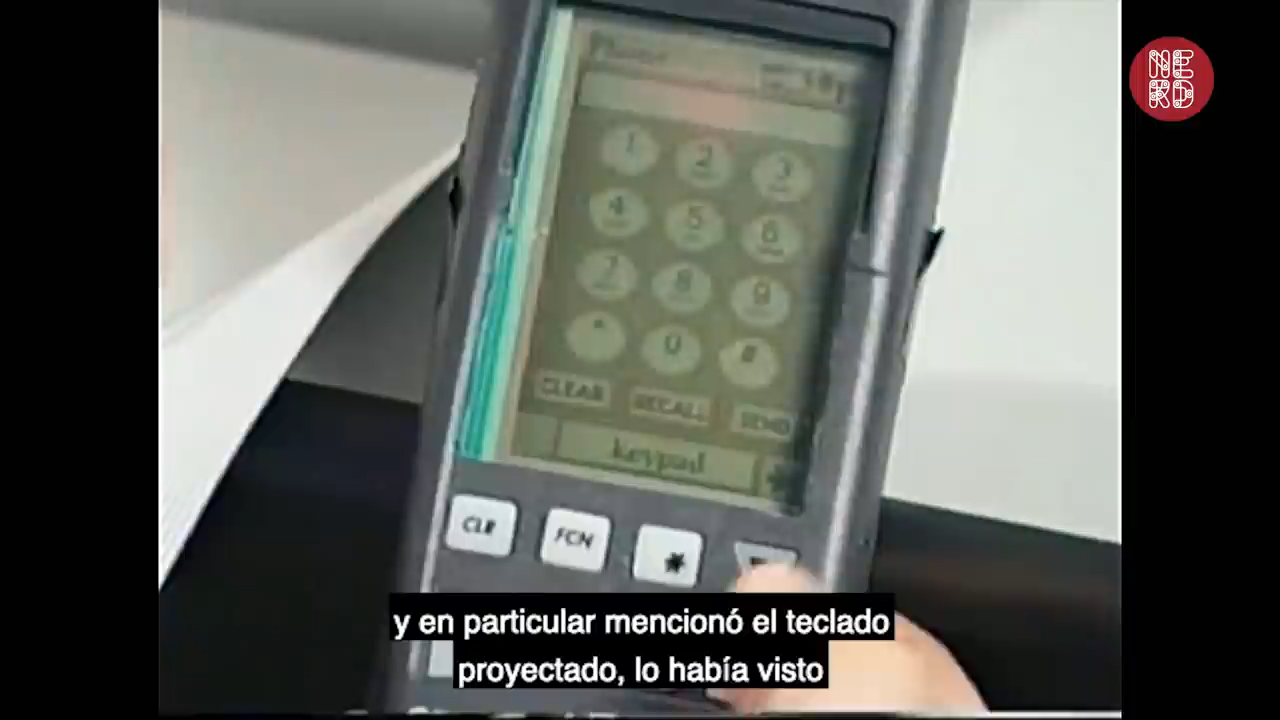 NE
RD
Phone
1 2 3
4 5 6
7 8 9
* 0 #
CLEAR RECALL SEND
keypad
CLR FCN *
y en particular mencionó el teclado
proyectado, lo había visto